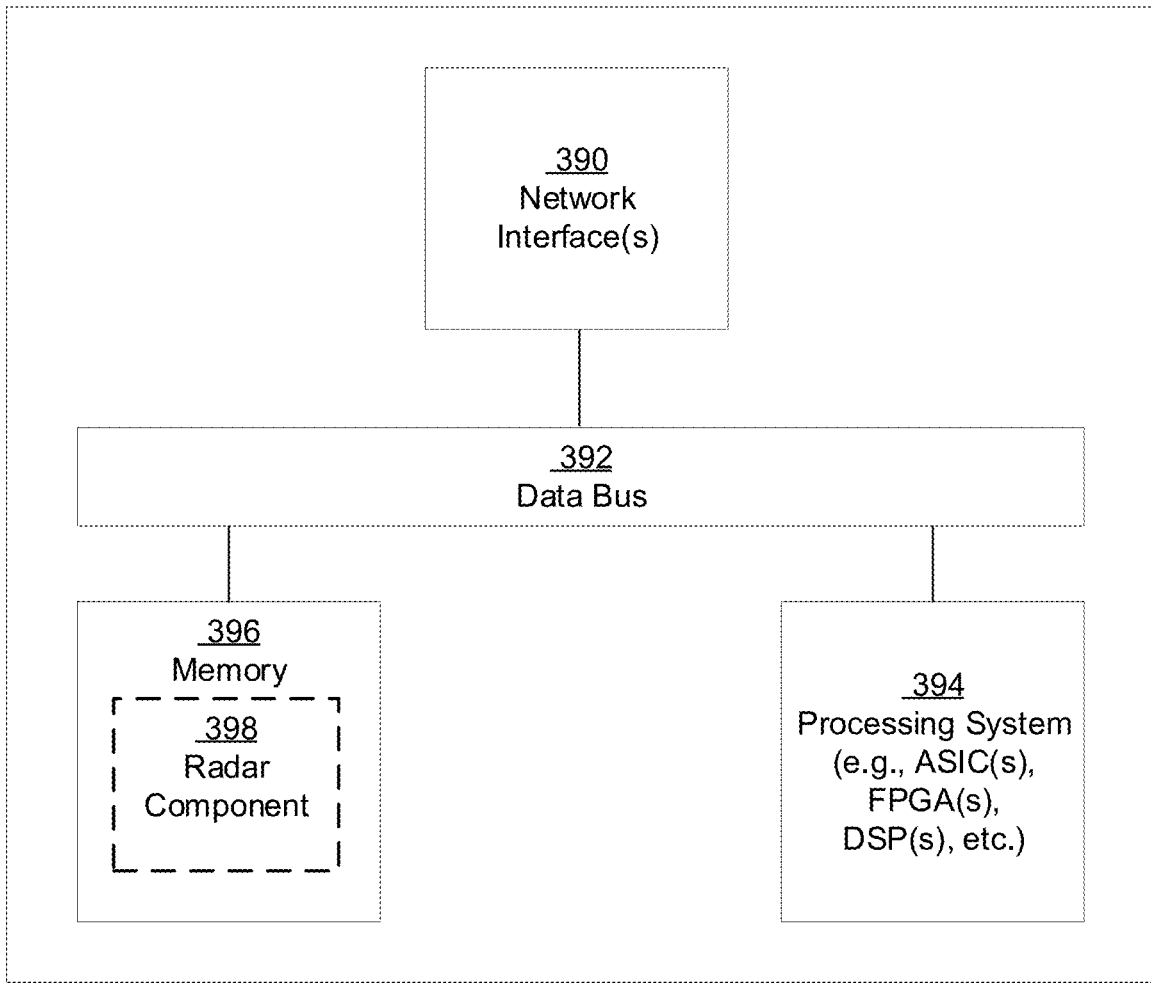 390
Network
Interface(s)
392
Data Bus
396
Memory
398
Radar
Component
394
Processing System
(e.g., ASIC(s),
FPGA(s),
DSP(s), etc.)